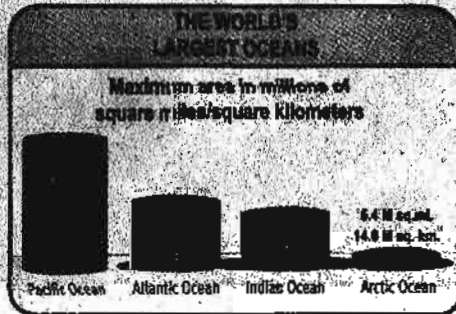 THE WORLD'S
LARGEST OCEANS
Maximum area in millions of
square miles/square kilometers
5.4 M sq. mi.
14.0 M sq. km.
Pacific Ocean Atlantic Ocean Indian Ocean Arctic Ocean